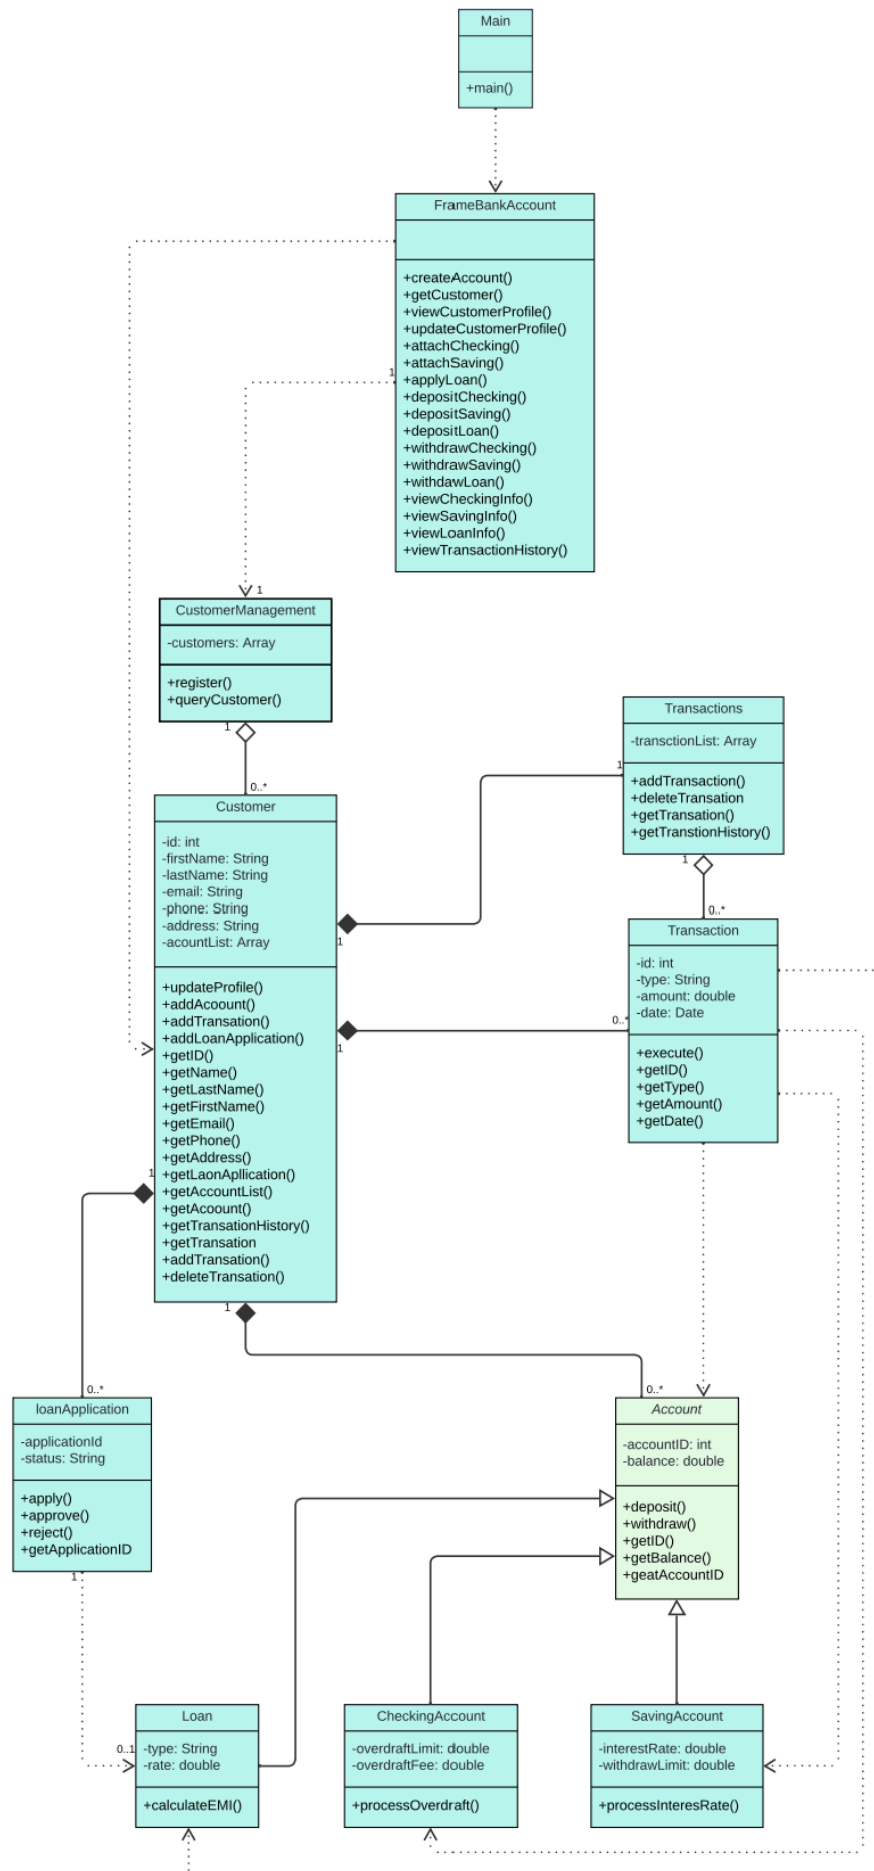 Main
+main()
FrameBankAccount
+createAccount()
+getCustomer()
+viewCustomerProfile()
+updateCustomerProfile()
+attachChecking()
+attachSaving()
1
+applyLoan()
+depositChecking()
+depositSaving()
+depositLoan()
+withdrawChecking()
+withdrawSaving()
+withdawLoan()
+viewCheckingInfo()
+viewSavingInfo()
+viewLoanInfo()
+viewTransactionHistory()
1
CustomerManagement
-customers: Array
+register()
+queryCustomer()
1
0..*
Transactions
-transctionList: Array
1
+addTransaction()
+deleteTransation
+getTransation()
+getTranstionHistory()
1
0..*
Customer
-id: int
-firstName: String
-lastName: String
-email: String
-phone: String
-address: String
-acountList: Array
1
+updateProfile()
+addAcoount()
+addTransation()
+addLoanApplication()
+getID()
+getName()
+getLastName()
+getFirstName()
+getEmail()
+getPhone()
+getAddress()
+getLaonApllication()
+getAccountList()
+getAcoount()
+getTransationHistory()
+getTransation
+addTransation()
+deleteTransation()
1
1
1
Transaction
-id: int
-type: String
-amount: double
-date: Date
0..*
+execute()
+getID()
+getType()
+getAmount()
+getDate()
0..*
loanApplication
-applicationId
-status: String
+apply()
+approve()
+reject()
+getApplicationID
1
0..*
Account
-accountID: int
-balance: double
+deposit()
+withdraw()
+getID()
+getBalance()
+geatAccountID
0..1
Loan
-type: String
-rate: double
+calculateEMI()
CheckingAccount
-overdraftLimit: double
-overdraftFee: double
+processOverdraft()
SavingAccount
-interestRate: double
-withdrawLimit: double
+processInteresRate()